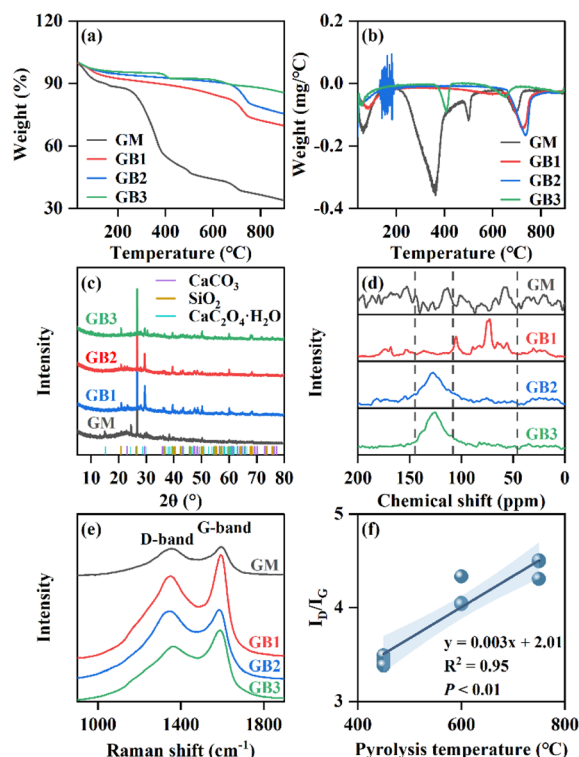 (a)
Weight (%)
100
90
60
30
GM
GB1
GB2
GB3
200 400 600 800
Temperature (℃)
(b)
Weight (mg/℃)
0.2
0.0
-0.2
-0.4
GM
GB1
GB2
GB3
200 400 600 800
Temperature (℃)
(c)
CaCO3
SiO2
CaC2O4·H2O
Intensity
GB3
GB2
GB1
GM
10 20 30 40 50 60 70 80
2θ (°)
(d)
Intensity
GM
GB1
GB2
GB3
200 150 100 50 0
Chemical shift (ppm)
(e)
D-band
G-band
Intensity
GM
GB1
GB2
GB3
1000 1400 1800
Raman shift (cm-1)
(f)
ID/IG
5
4
3
y = 0.003x + 2.01
R2 = 0.95
P < 0.01
400 600 800
Pyrolysis temperature (℃)